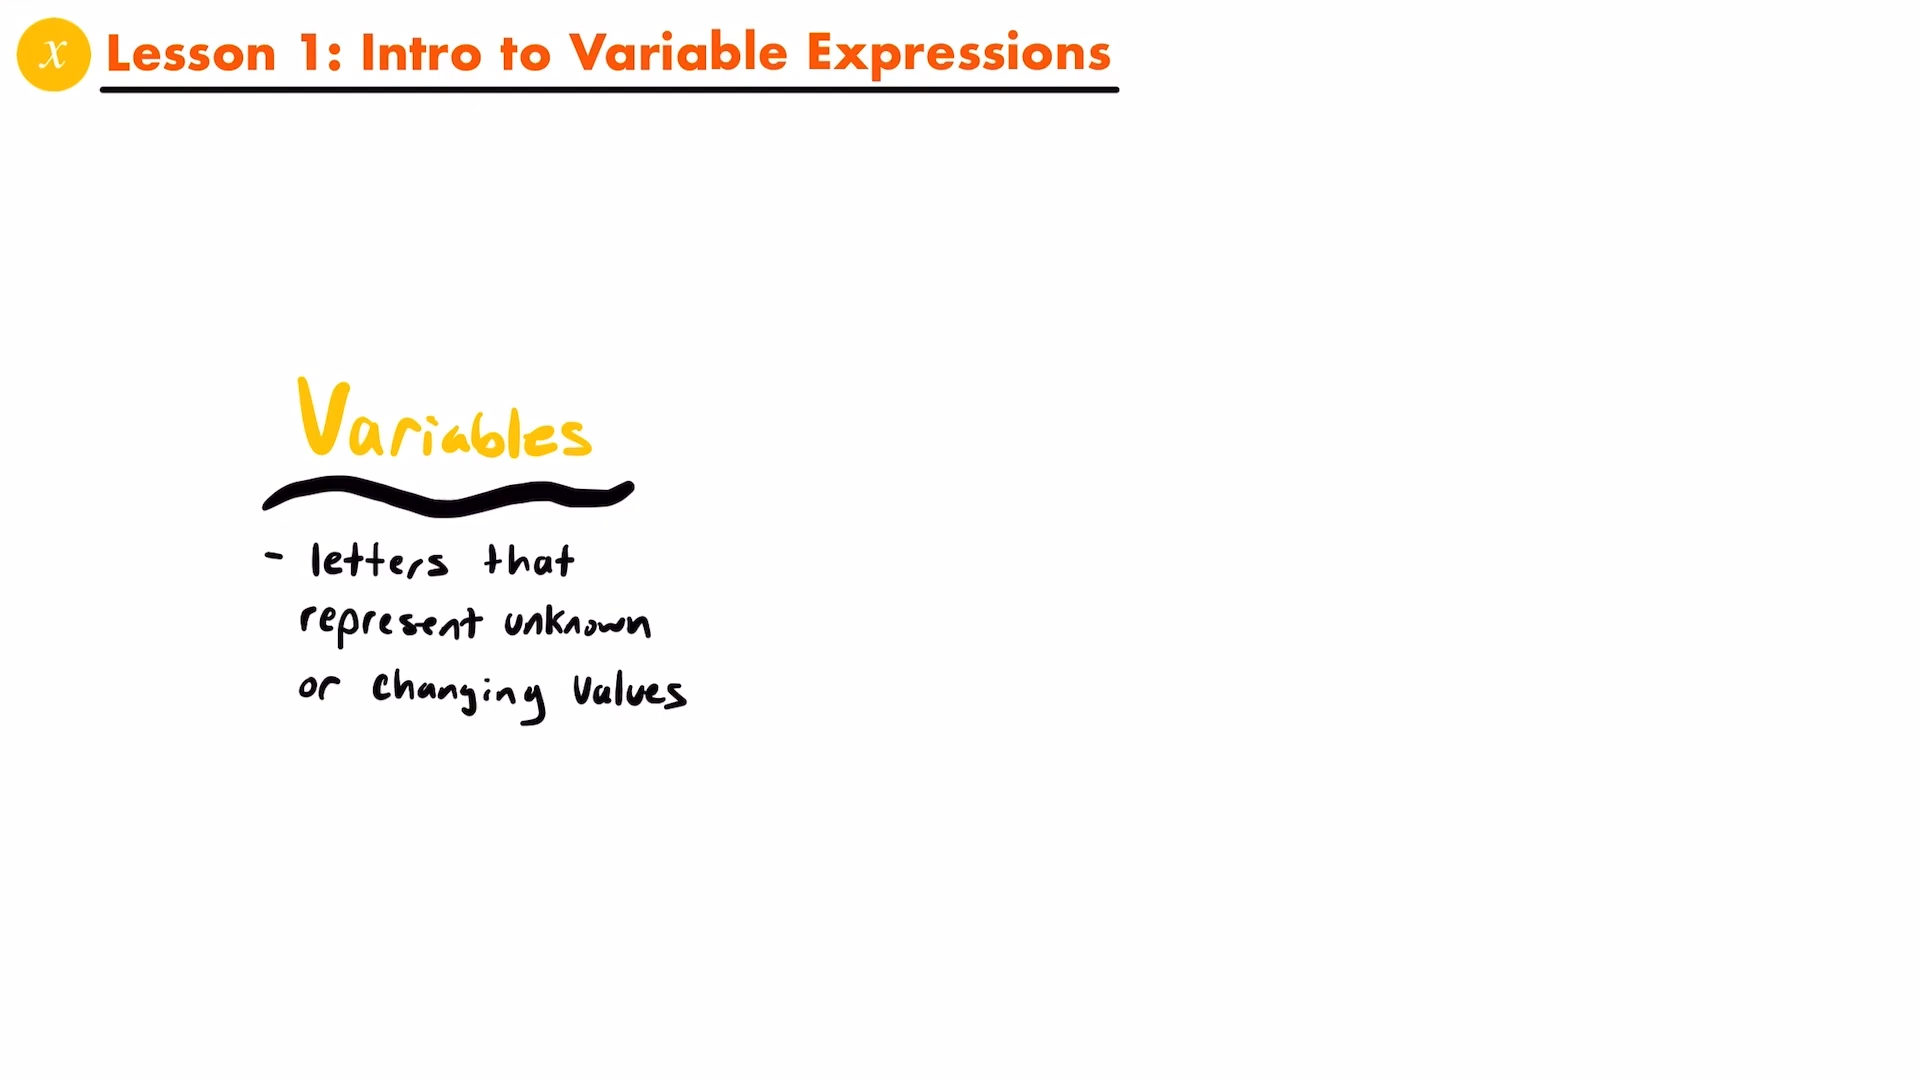 x Lesson 1: Intro to Variable Expressions
Variables
- letters that
represent unknown
or changing values